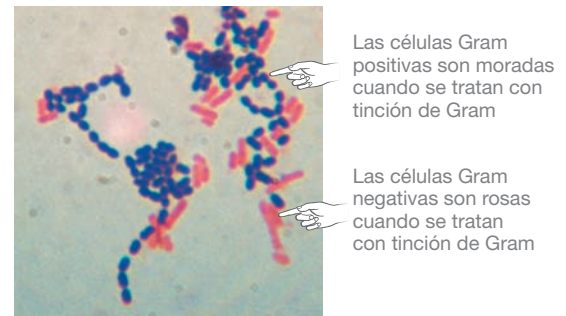 Las células Gram
positivas son moradas
cuando se tratan con
tinción de Gram
Las células Gram
negativas son rosas
cuando se tratan
con tinción de Gram